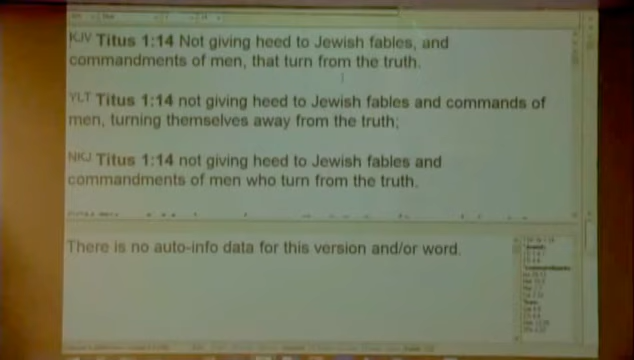 KJV Titus 1:14 Not giving heed to Jewish fables, and
commandments of men, that turn from the truth.
YLT Titus 1:14 not giving heed to Jewish fables and commands of
men, turning themselves away from the truth;
NKJ Titus 1:14 not giving heed to Jewish fables and
commandments of men who turn from the truth.
There is no auto-info data for this version and/or word.